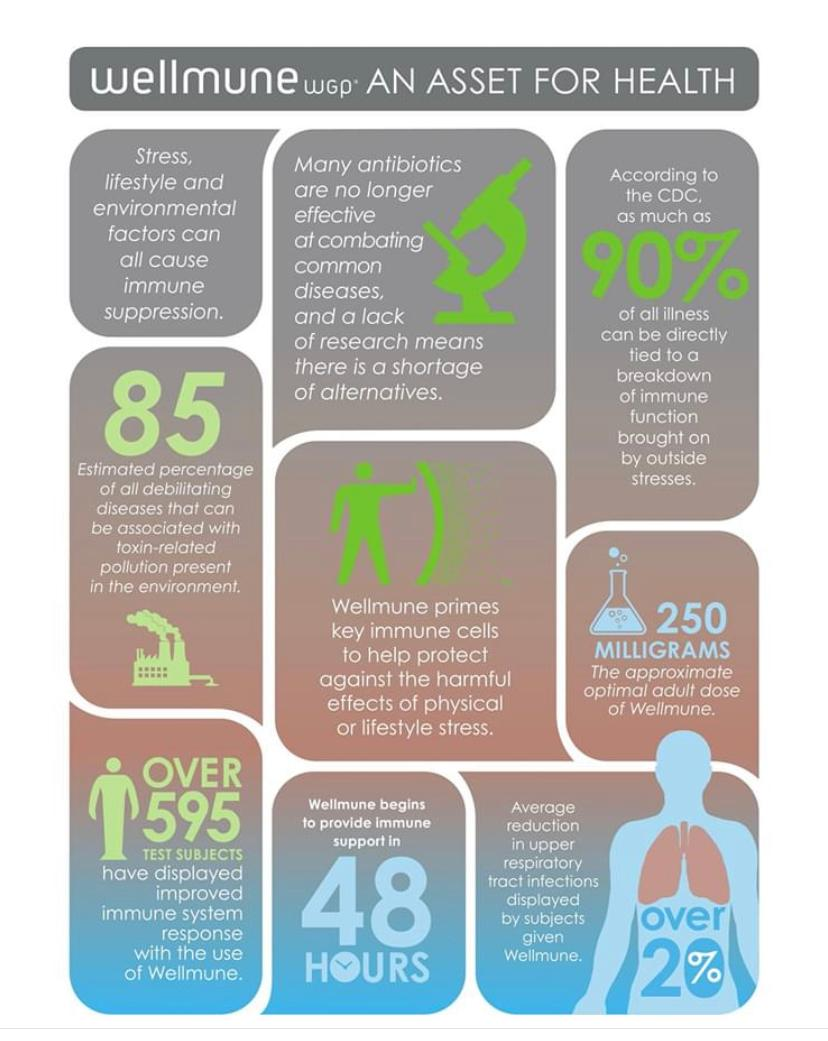 wellmune WGP® AN ASSET FOR HEALTH
Stress,
lifestyle and
environmental
factors can
all cause
immune
suppression.
Many antibiotics
are no longer
effective
at combating
common
diseases,
and a lack
of research means
there is a shortage
of alternatives.
According to
the CDC,
as much as
90%
of all illness
can be directly
tied to a
breakdown
of immune
function
brought on
by outside
stresses.
85
Estimated percentage
of all debilitating
diseases that can
be associated with
toxin-related
pollution present
in the environment.
Wellmune primes
key immune cells
to help protect
against the harmful
effects of physical
or lifestyle stress.
250
MILLIGRAMS
The approximate
optimal adult dose
of Wellmune.
OVER
595
TEST SUBJECTS
have displayed
improved
immune system
response
with the use
of Wellmune.
Wellmune begins
to provide immune
support in
48
HOURS
Average
reduction
in upper
respiratory
tract infections
displayed
by subjects
given
Wellmune.
over
20%